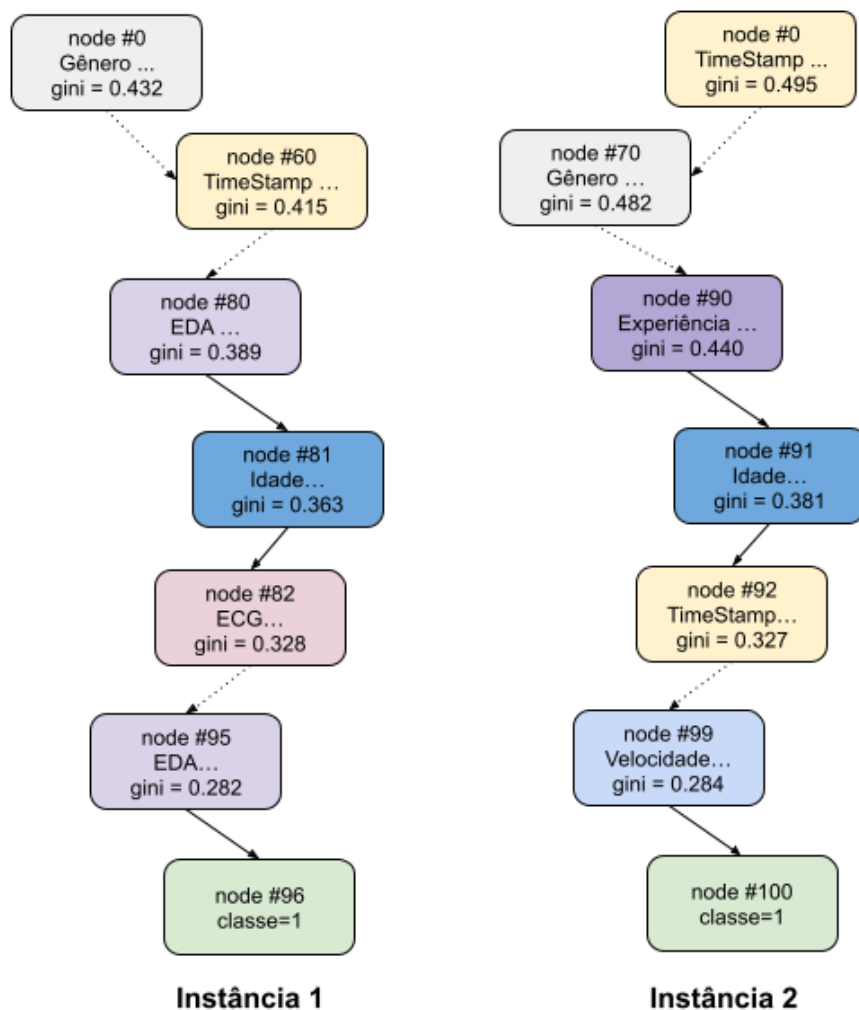 node #0
Gênero ...
gini = 0.432
node #60
TimeStamp ...
gini = 0.415
node #80
EDA ...
gini = 0.389
node #81
Idade...
gini = 0.363
node #82
ECG...
gini = 0.328
node #95
EDA...
gini = 0.282
node #96
classe=1
Instância 1
node #0
TimeStamp ...
gini = 0.495
node #70
Gênero ...
gini = 0.482
node #90
Experiência ...
gini = 0.440
node #91
Idade...
gini = 0.381
node #92
TimeStamp...
gini = 0.327
node #99
Velocidade...
gini = 0.284
node #100
classe=1
Instância 2